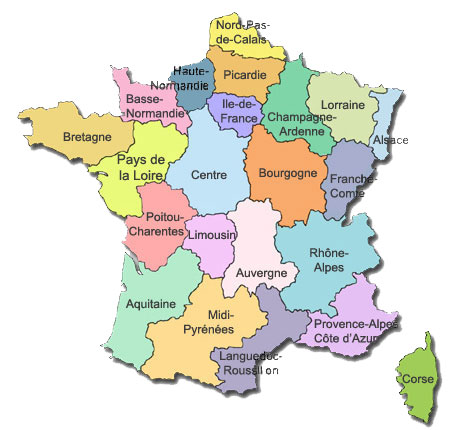 Nord-Pas-
de-Calais
Haute-
Normandie
Picardie
Basse-
Normandie
Ile-de-
France
Champagne-
Ardenne
Lorraine
Alsace
Bretagne
Pays de
la Loire
Centre
Bourgogne
Franche-
Comte
Poitou-
Charentes
Limousin
Auvergne
Rhône-
Alpes
Aquitaine
Midi-
Pyrénées
Languedoc-
Roussillon
Provence-Alpes
Côte d'Azur
Corse